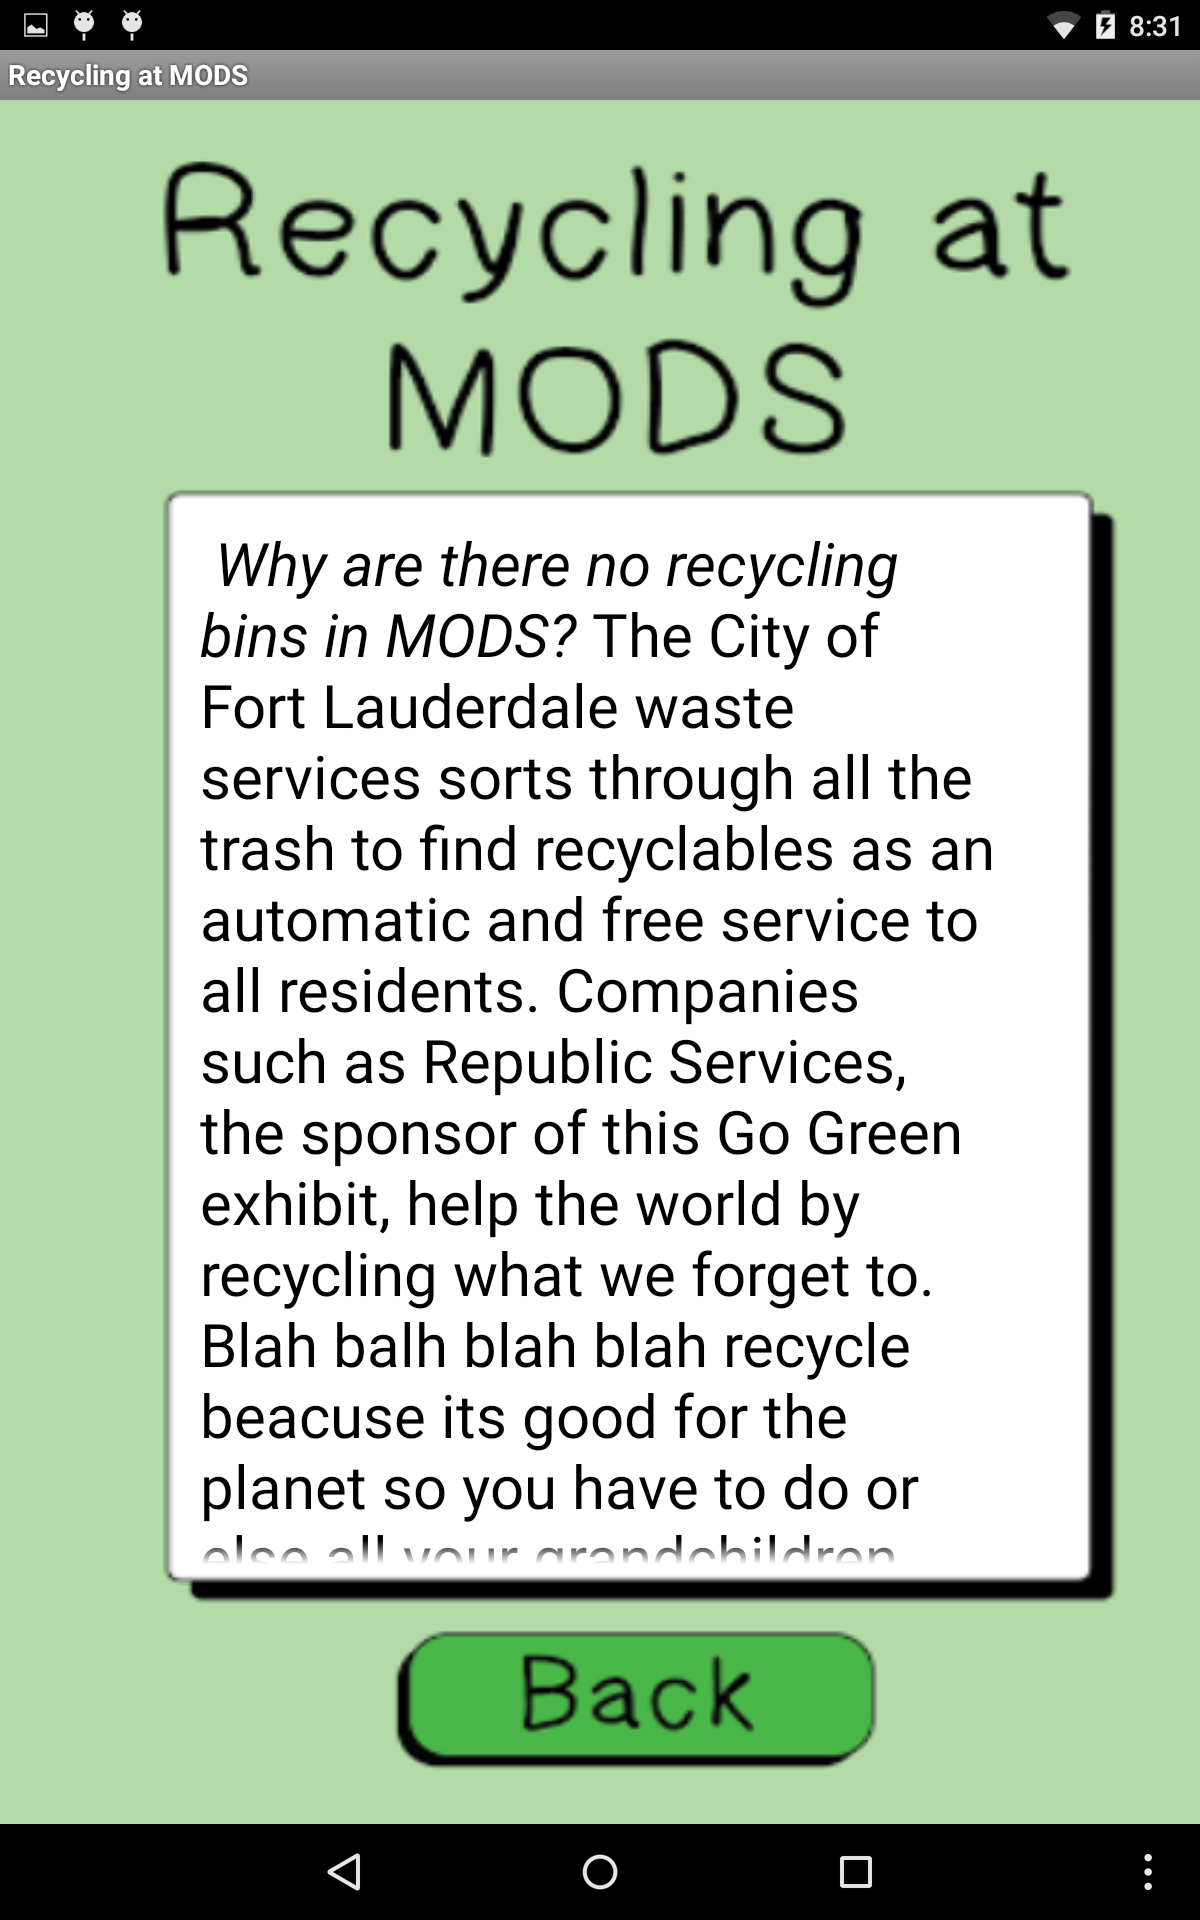 8:31
Recycling at MODS
Recycling at
MODS
Why are there no recycling
bins in MODS? The City of
Fort Lauderdale waste
services sorts through all the
trash to find recyclables as an
automatic and free service to
all residents. Companies
such as Republic Services,
the sponsor of this Go Green
exhibit, help the world by
recycling what we forget to.
Blah balh blah blah recycle
beacuse its good for the
planet so you have to do or
else all your grandchildren
Back